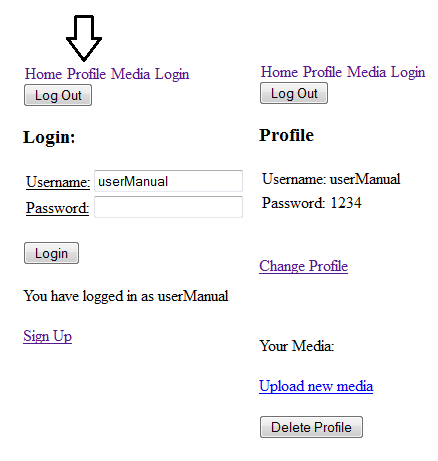 Home Profile Media Login
Log Out
Login:
Username: userManual
Password:
Login
You have logged in as userManual
Sign Up
Home Profile Media Login
Log Out
Profile
Username: userManual
Password: 1234
Change Profile
Your Media:
Upload new media
Delete Profile